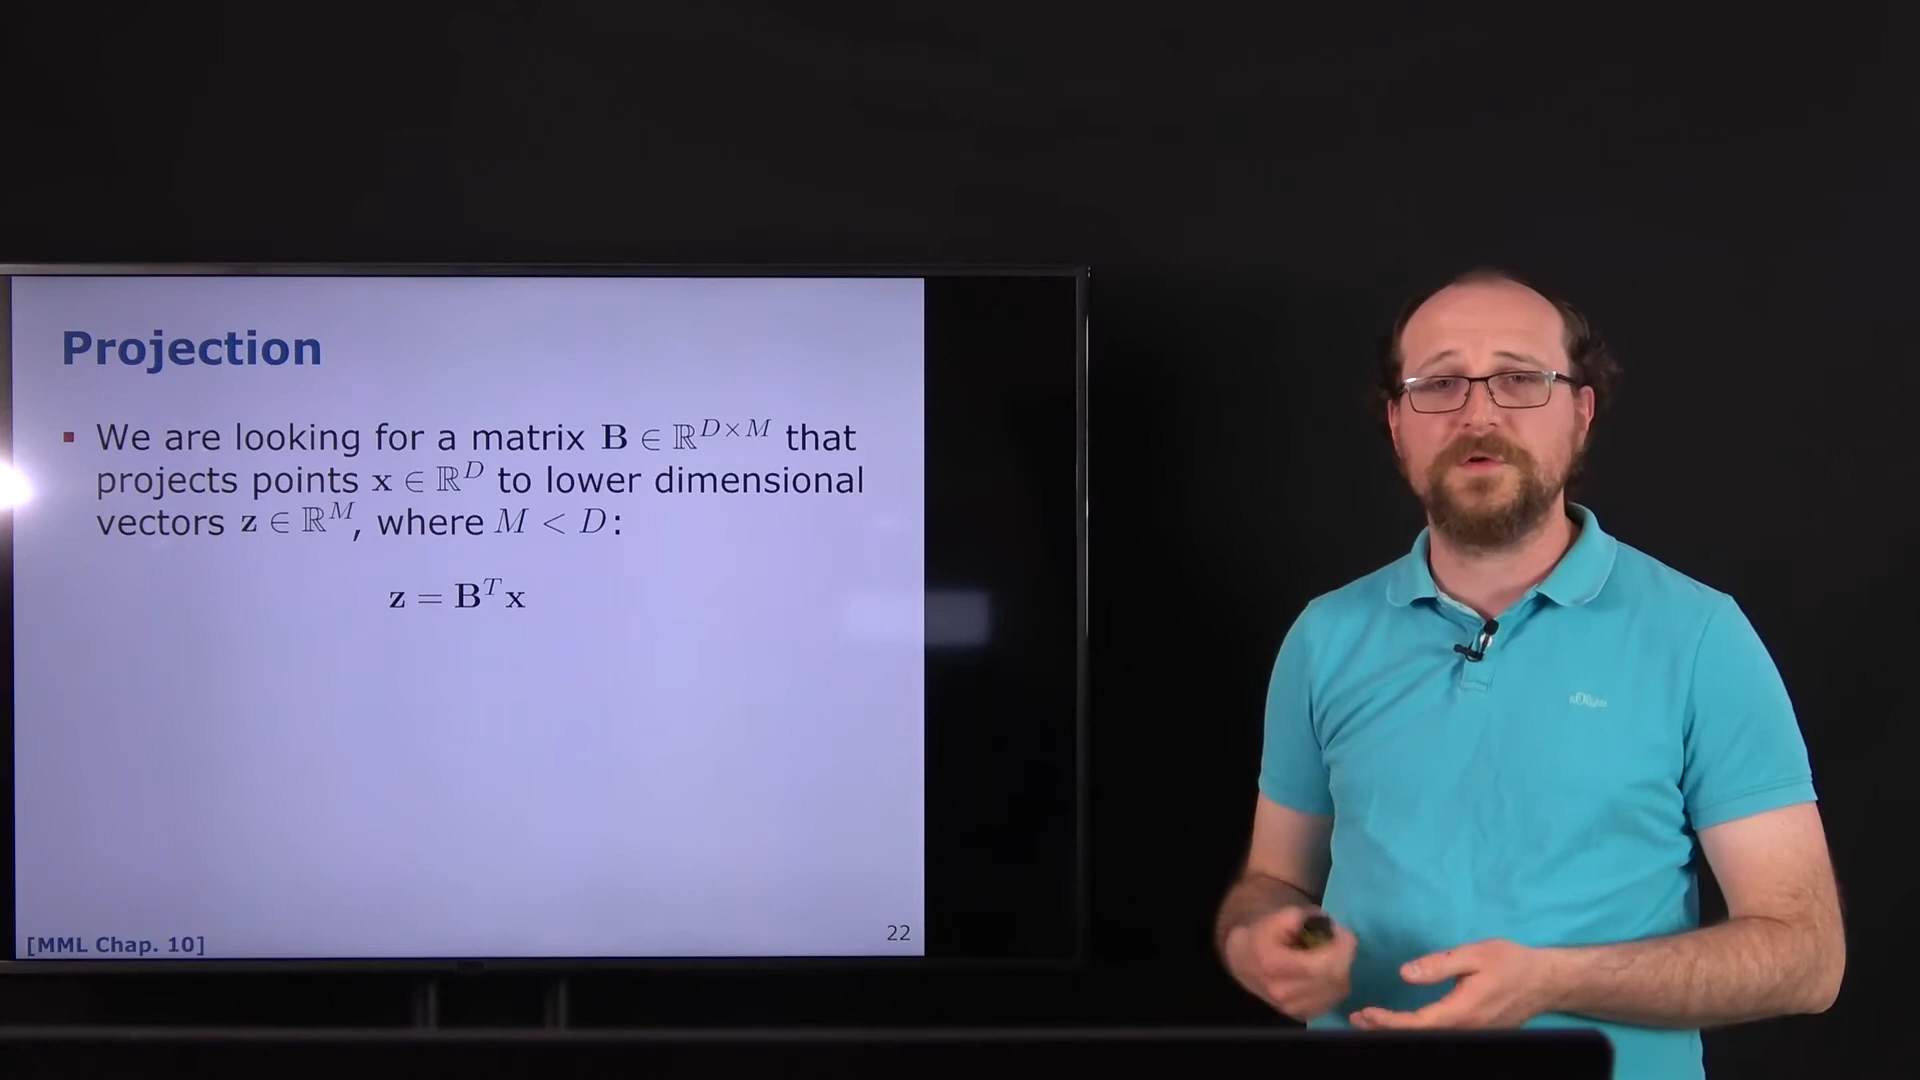 Projection
▪ We are looking for a matrix B ∈ ℝ^{D×M} that
projects points x ∈ ℝ^D to lower dimensional
vectors z ∈ ℝ^M, where M < D:
z = B^T x
[MML Chap. 10]
22